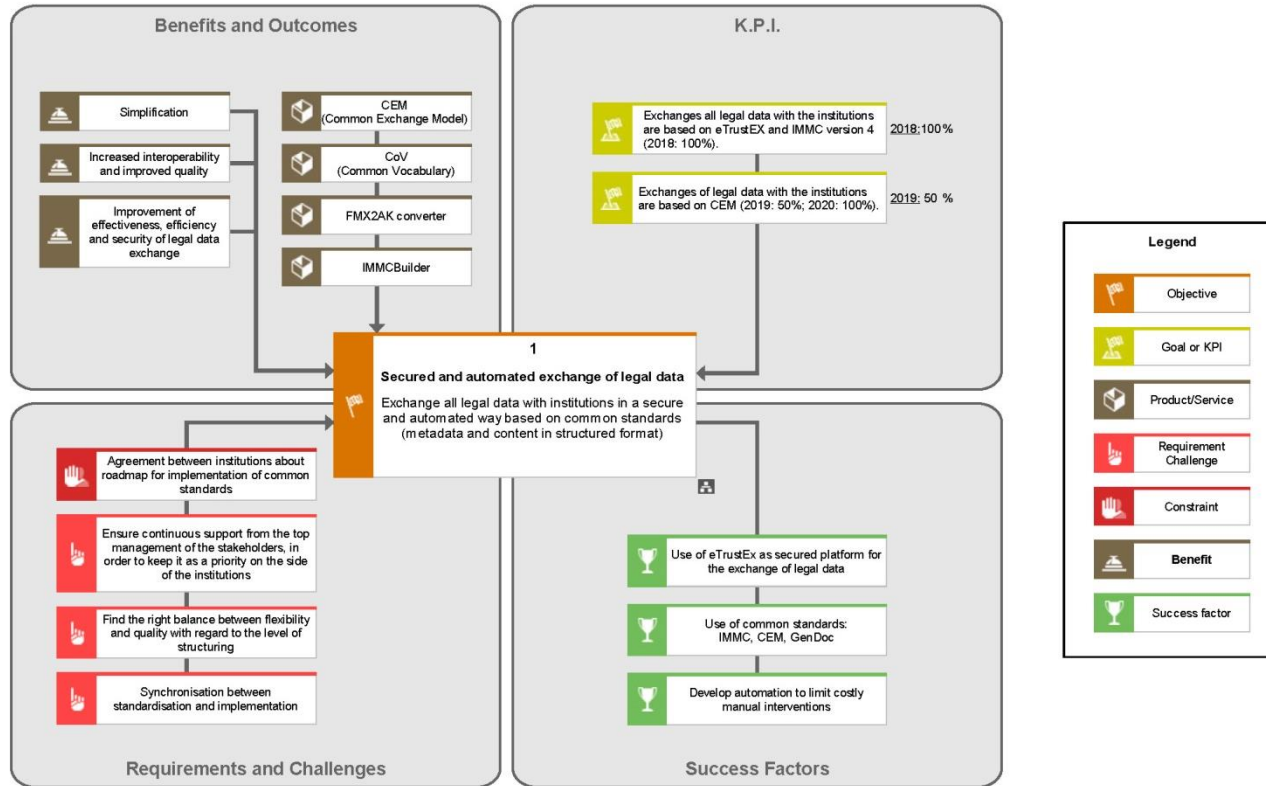 Benefits and Outcomes
Simplification
Increased interoperability
and improved quality
Improvement of
effectiveness, efficiency
and security of legal data
exchange
CEM
(Common Exchange Model)
CoV
(Common Vocabulary)
FMX2AK converter
IMMCBuilder
K.P.I.
Exchanges all legal data with the institutions
are based on eTrustEX and IMMC version 4
(2018: 100%).
2018:100%
Exchanges of legal data with the institutions
are based on CEM (2019: 50%; 2020: 100%).
2019: 50 %
1
Secured and automated exchange of legal data
Exchange all legal data with institutions in a secure
and automated way based on common standards
(metadata and content in structured format)
Agreement between institutions about
roadmap for implementation of common
standards
Ensure continuous support from the top
management of the stakeholders, in
order to keep it as a priority on the side
of the institutions
Find the right balance between flexibility
and quality with regard to the level of
structuring
Synchronisation between
standardisation and implementation
Requirements and Challenges
Use of eTrustEx as secured platform for
the exchange of legal data
Use of common standards:
IMMC, CEM, GenDoc
Develop automation to limit costly
manual interventions
Success Factors
Legend
Objective
Goal or KPI
Product/Service
Requirement
Challenge
Constraint
Benefit
Success factor